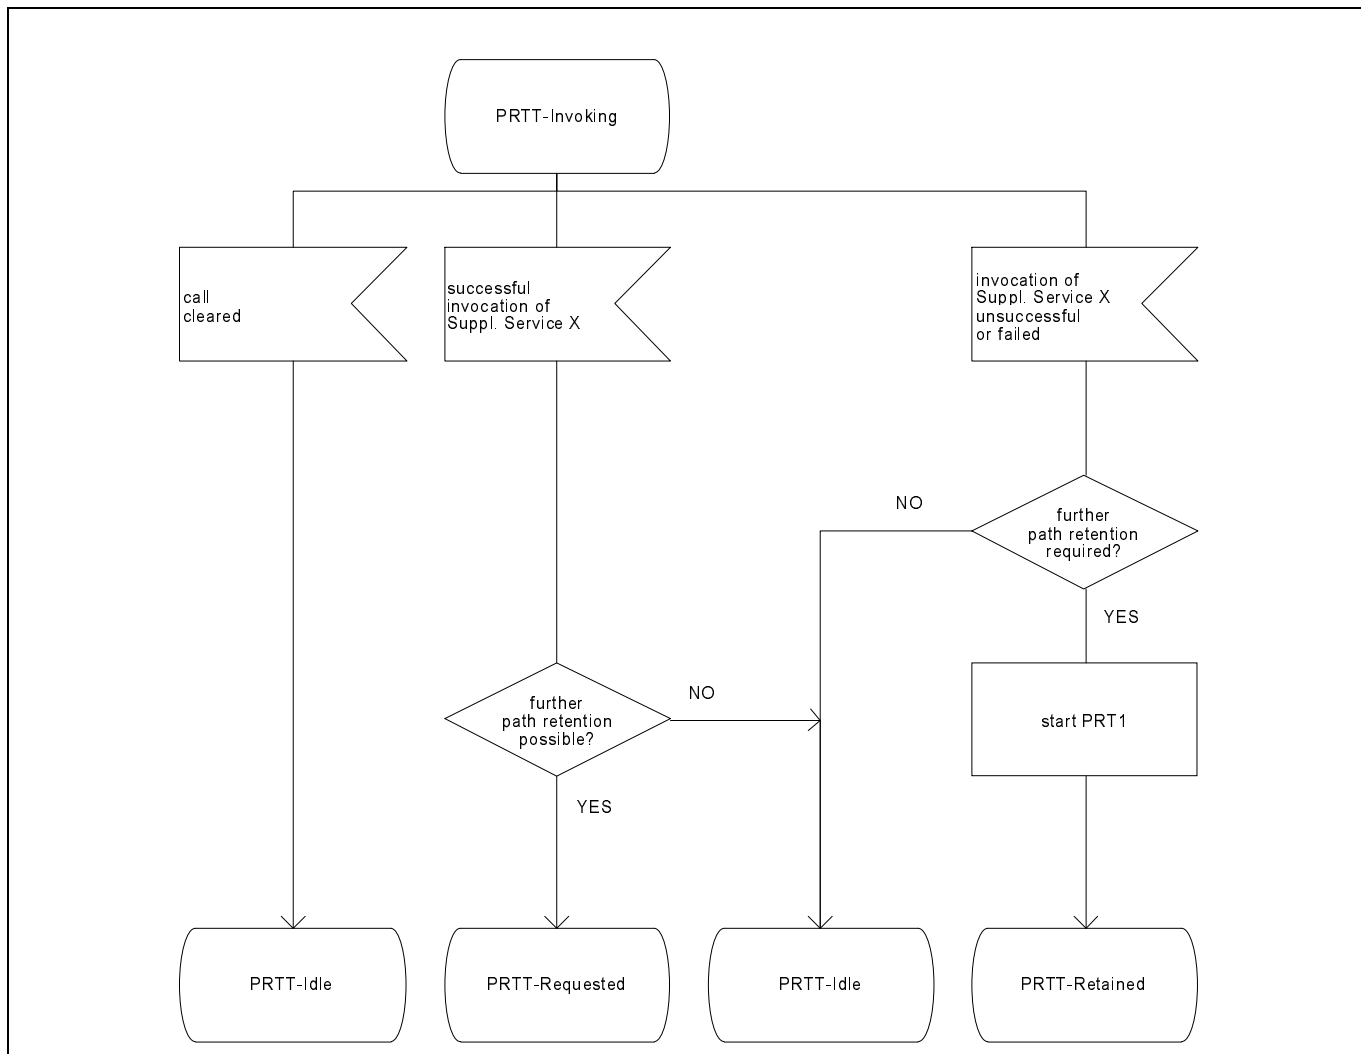 PRTT-Invoking
call
cleared
successful
invocation of
Suppl. Service X
invocation of
Suppl. Service X
unsuccessful
or failed
NO
further
path retention
required?
YES
further
path retention
possible?
NO
start PRT1
YES
PRTT-Idle
PRTT-Requested
PRTT-Idle
PRTT-Retained